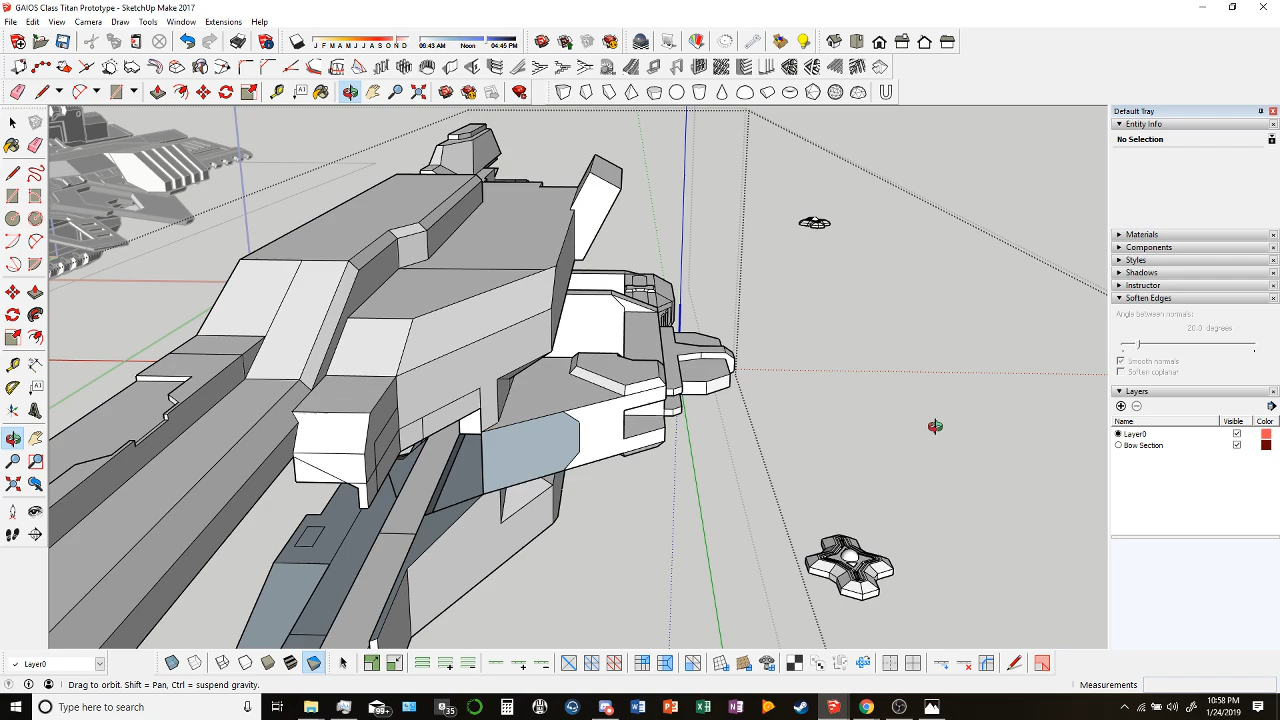 GAIOS Class Titan Prototype - SketchUp Make 2017
File Edit View Camera Draw Tools Window Extensions Help
J F M A M J J A S O N D
06:43 AM Noon 04:45 PM
Default Tray
Entity Info
No Selection
Materials
Components
Styles
Shadows
Instructor
Soften Edges
Angle between normals:
20.0 degrees
Smooth normals
Soften coplanar
Layers
Name Visible Color
Layer0
Bow Section
Layer0
Drag to orbit. Shift = Pan, Ctrl = suspend gravity.
Measurements
Type here to search
99+
35
10:58 PM
1/24/2019